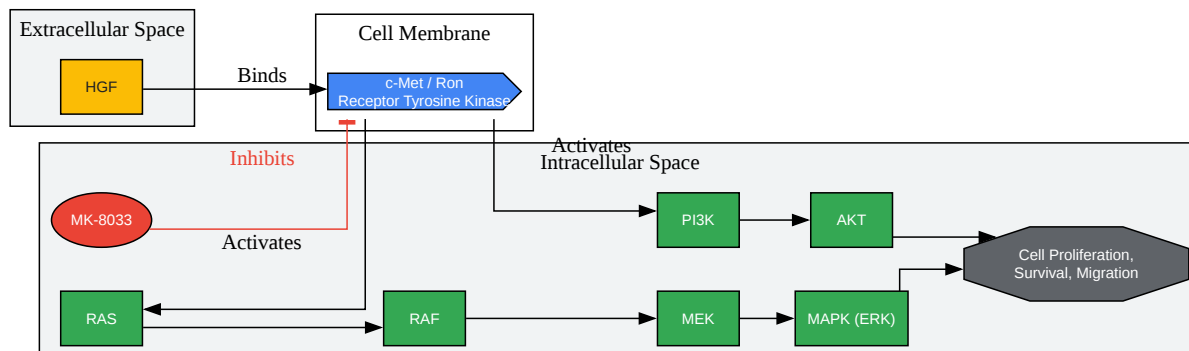 Extracellular Space
Cell Membrane
HGF
Binds
c-Met / Ron
Receptor Tyrosine Kinase
Activates
Inhibits
Intracellular Space
MK-8033
Activates
PI3K
AKT
Cell Proliferation,
Survival, Migration
RAS
RAF
MEK
MAPK (ERK)